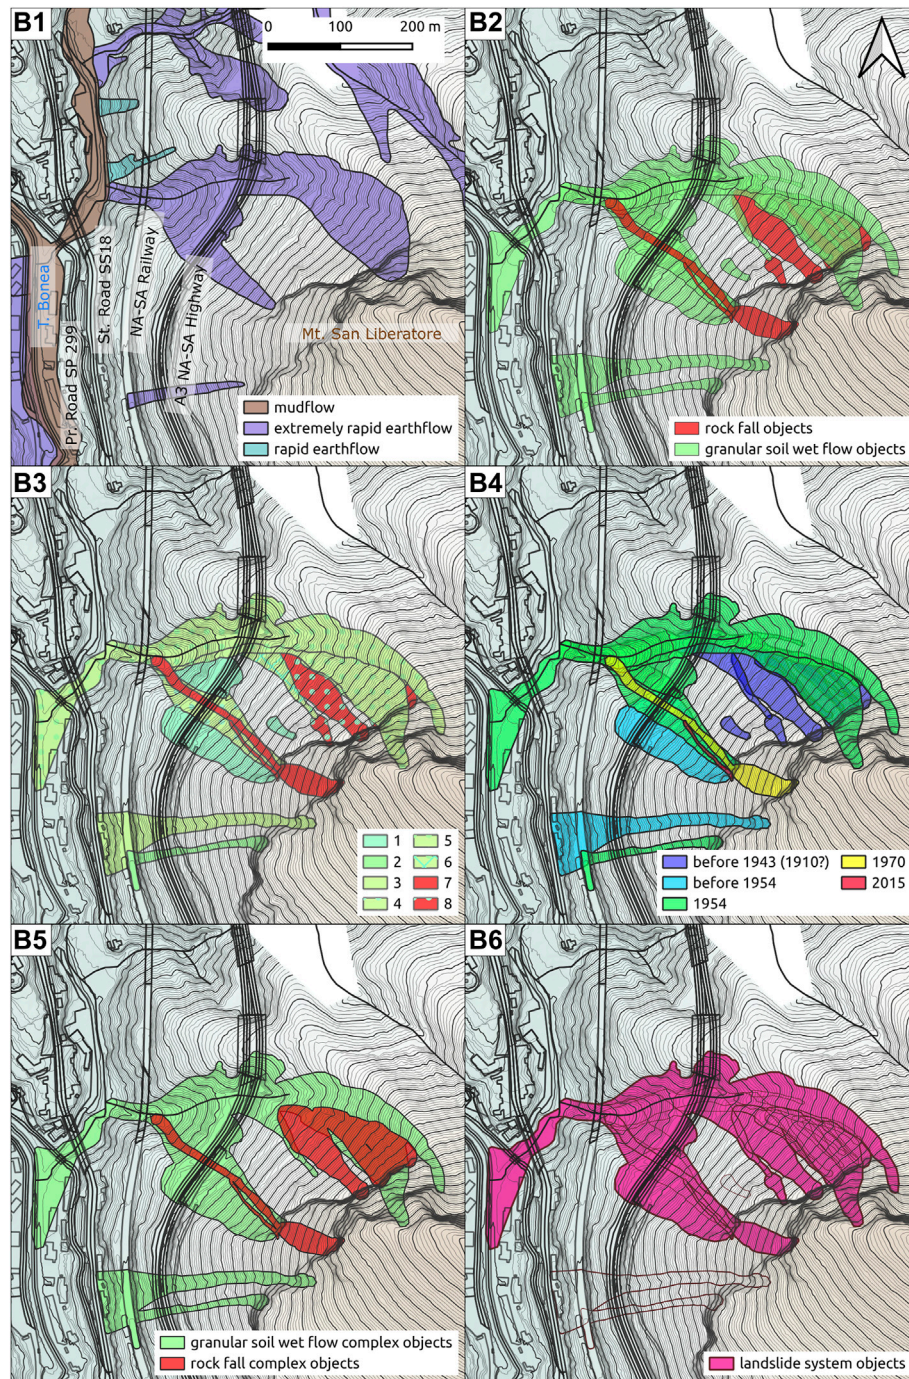 B1
0 100 200 m
T. Bonea
Pr. Road SP 299
St. Road SS18
NA-SA Railway
A3 NA-SA Highway
Mt. San Liberatore
mudflow
extremely rapid earthflow
rapid earthflow
B2
rock fall objects
granular soil wet flow objects
B3
1 5
2 6
3 7
4 8
B4
before 1943 (1910?) 1970
before 1954 2015
1954
B5
granular soil wet flow complex objects
rock fall complex objects
B6
landslide system objects